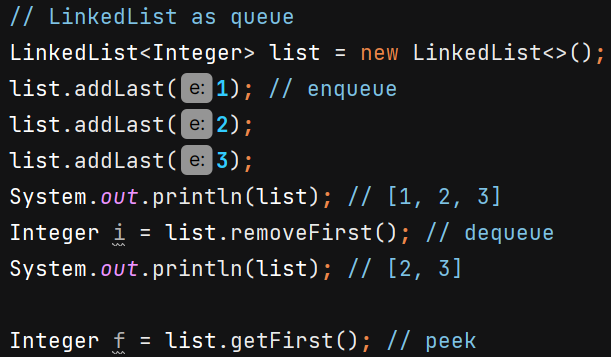 // LinkedList as queue
LinkedList<Integer> list = new LinkedList<>();
list.addLast( e: 1); // enqueue
list.addLast( e: 2);
list.addLast( e: 3);
System.out.println(list); // [1, 2, 3]
Integer i = list.removeFirst(); // dequeue
System.out.println(list); // [2, 3]
Integer f = list.getFirst(); // peek